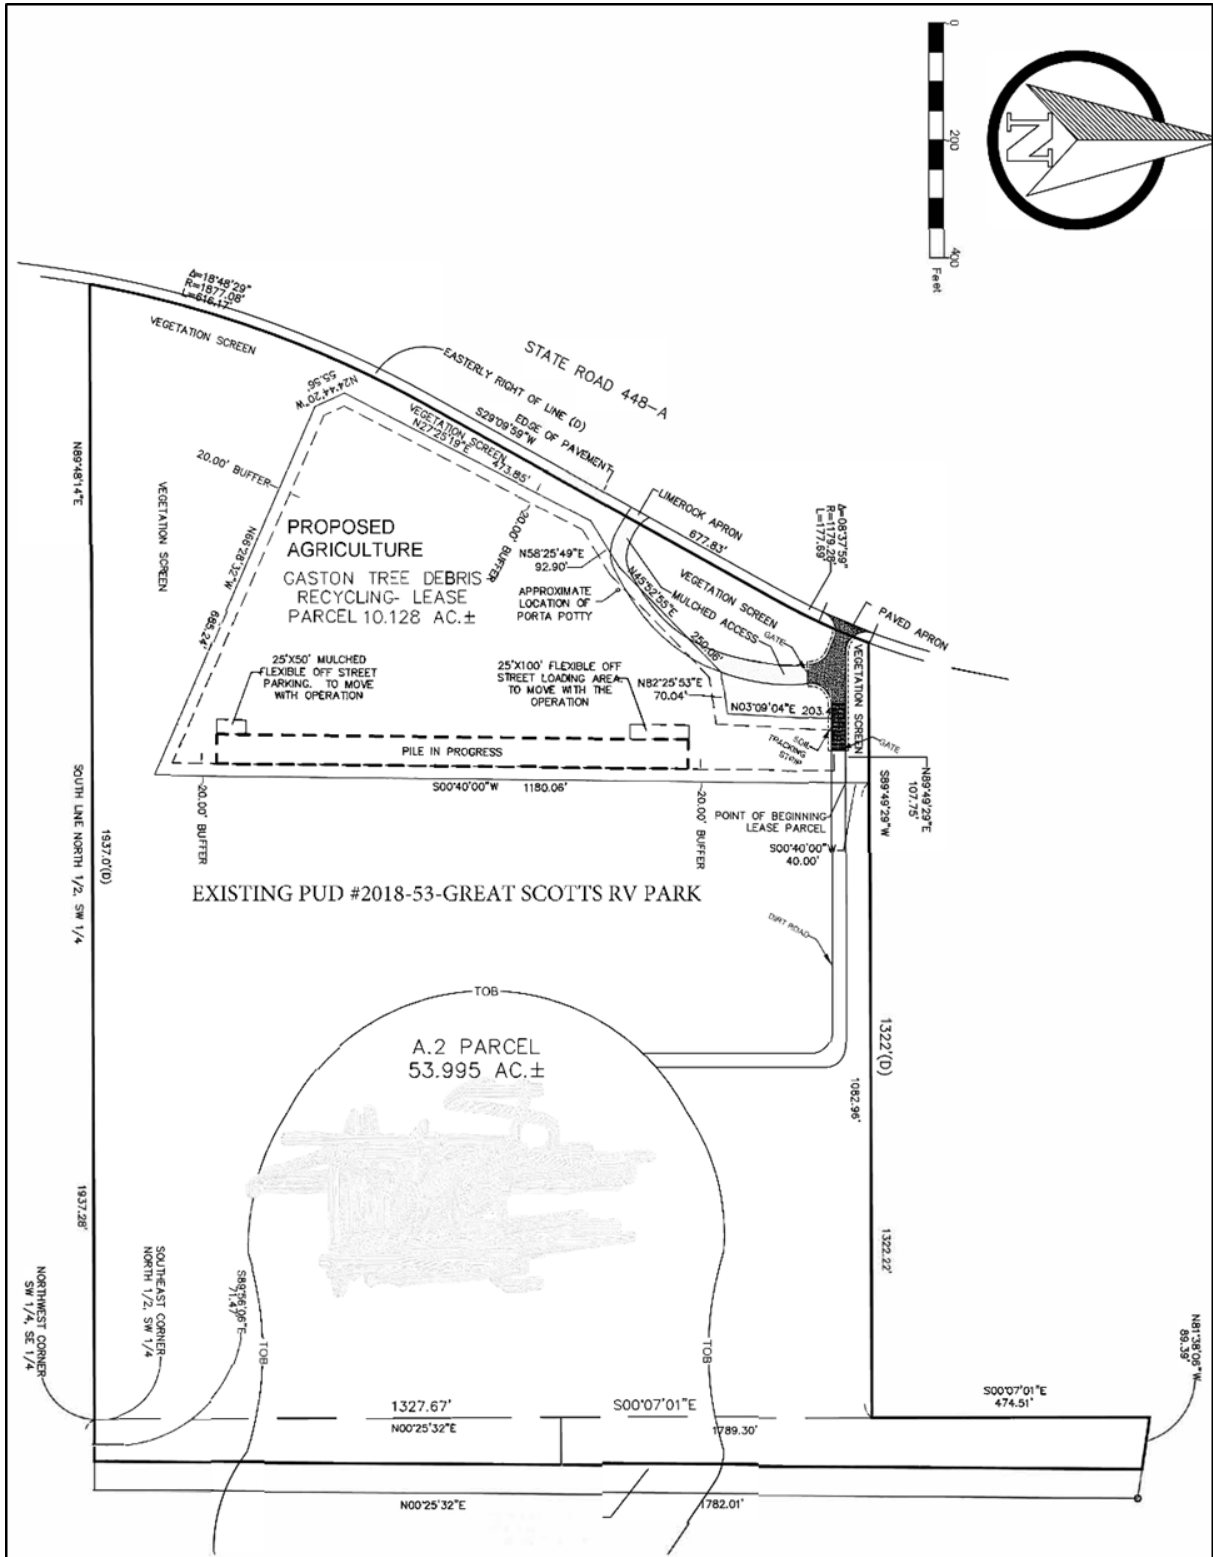 0
200
400
Feet
N
Δ=18°48'29"
R=1877.08'
L=616.17'
VEGETATION SCREEN
EASTERLY RIGHT OF LINE (D)
STATE ROAD 448-A
S29°09'59"W
EDGE OF PAVEMENT
N24°44'20"W
55.56'
VEGETATION SCREEN
N27°25'19"E
473.85'
20.00' BUFFER
N89°48'14"E
VEGETATION SCREEN
N66°28'32"W
685.24'
PROPOSED
AGRICULTURE
GASTON TREE DEBRIS
RECYCLING- LEASE
PARCEL 10.128 AC.±
20.00' BUFFER
LIMEROCK APRON
677.83'
Δ=08°37'59"
R=1179.28'
L=177.69'
N58°25'49"E
92.90'
APPROXIMATE
LOCATION OF
PORTA POTTY
N45°52'55"E
250.06'
VEGETATION SCREEN
MULCHED ACCESS
GATE
PAVED APRON
VEGETATION SCREEN
25'X50' MULCHED
FLEXIBLE OFF STREET
PARKING. TO MOVE
WITH OPERATION
25'X100' FLEXIBLE OFF
STREET LOADING AREA
TO MOVE WITH THE
OPERATION
N82°25'53"E
70.04'
N03°09'04"E 203.4
SOIL
TRACKING
STRIP
GATE
PILE IN PROGRESS
S00°40'00"W 1180.06'
20.00' BUFFER
20.00' BUFFER
POINT OF BEGINNING
LEASE PARCEL
S00°40'00"W
40.00'
S89°49'29"W
N89°49'29"E
107.75'
SOUTH LINE NORTH 1/2, SW 1/4
1937.0'(D)
EXISTING PUD #2018-53-GREAT SCOTTS RV PARK
DIRT ROAD
TOB
A.2 PARCEL
53.995 AC.±
1322'(D)
1082.96'
1937.28'
1322.22'
NORTHWEST CORNER
SW 1/4, SE 1/4
SOUTHEAST CORNER
NORTH 1/2, SW 1/4
S89°56'06"E
71.47'
TOB
TOB
N81°38'06"W
89.39'
1327.67'
N00°25'32"E
S00°07'01"E
1789.30'
S00°07'01"E
474.51'
N00°25'32"E
1782.01'